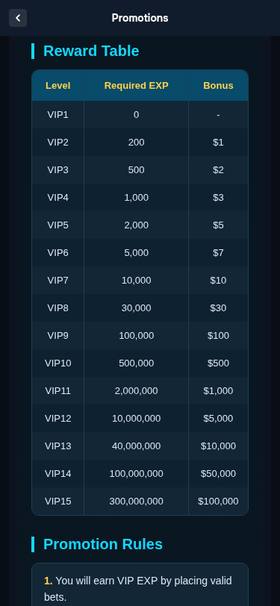 Promotions
Reward Table
Level Required EXP Bonus
VIP1 0 -
VIP2 200 $1
VIP3 500 $2
VIP4 1,000 $3
VIP5 2,000 $5
VIP6 5,000 $7
VIP7 10,000 $10
VIP8 30,000 $30
VIP9 100,000 $100
VIP10 500,000 $500
VIP11 2,000,000 $1,000
VIP12 10,000,000 $5,000
VIP13 40,000,000 $10,000
VIP14 100,000,000 $50,000
VIP15 300,000,000 $100,000
Promotion Rules
1. You will earn VIP EXP by placing valid
bets.